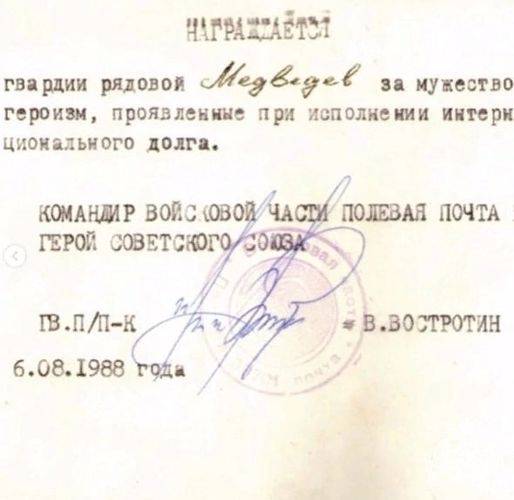 НАГРАЖДАЕТСЯ
гвардии рядовой Медведев за мужество
героизм, проявленные при исполнении интерн
ционального долга.
КОМАНДИР ВОЙСКОВОЙ ЧАСТИ ПОЛЕВАЯ ПОЧТА
ГЕРОЙ СОВЕТСКОГО СОЮЗА
ГВ.П/П-К В.ВОСТРОТИН
6.08.1988 года